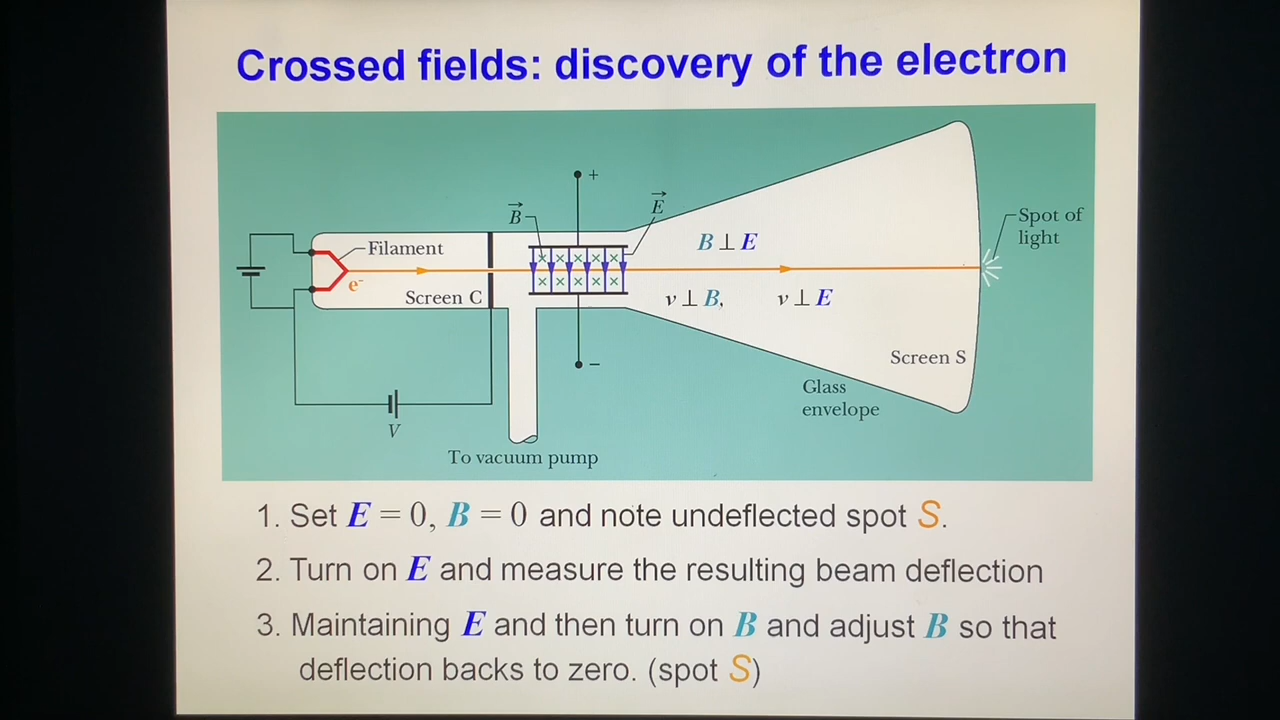 Crossed fields: discovery of the electron
+
B
E
Spot of
light
Filament
B ⊥ E
e-
Screen C
v ⊥ B,
v ⊥ E
Screen S
–
Glass
envelope
V
To vacuum pump
1. Set E = 0, B = 0 and note undeflected spot S.
2. Turn on E and measure the resulting beam deflection
3. Maintaining E and then turn on B and adjust B so that
deflection backs to zero. (spot S)